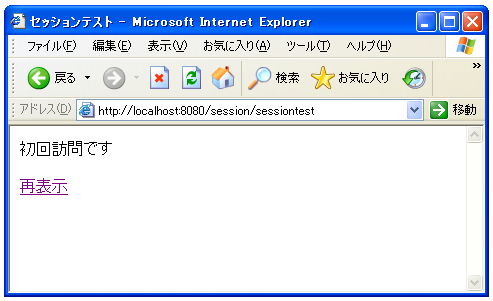 セッションテスト - Microsoft Internet Explorer
ファイル(F) 編集(E) 表示(V) お気に入り(A) ツール(T) ヘルプ(H)
戻る 検索 お気に入り »
アドレス(D) http://localhost:8080/session/sessiontest 移動
初回訪問です
再表示